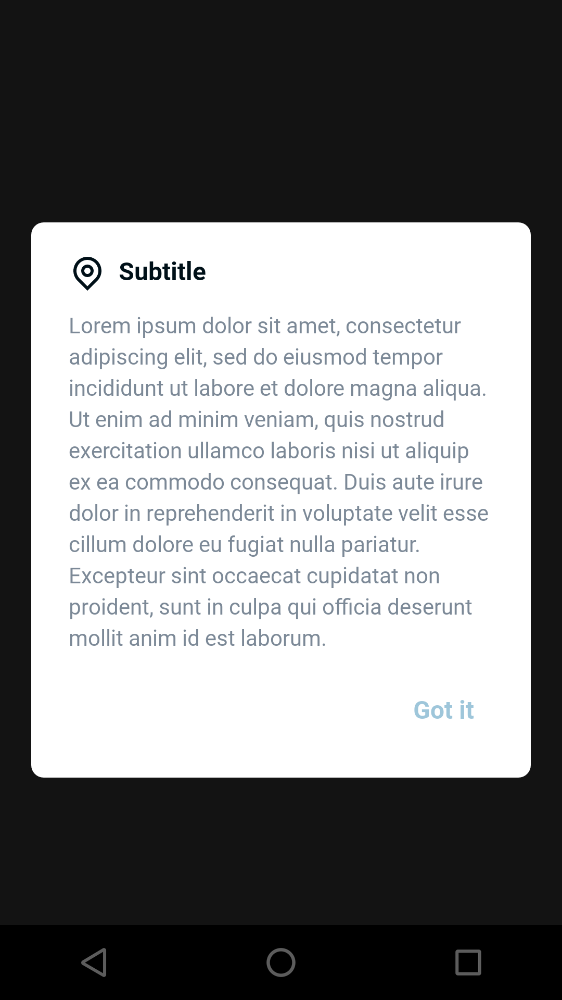 Subtitle
Lorem ipsum dolor sit amet, consectetur
adipiscing elit, sed do eiusmod tempor
incididunt ut labore et dolore magna aliqua.
Ut enim ad minim veniam, quis nostrud
exercitation ullamco laboris nisi ut aliquip
ex ea commodo consequat. Duis aute irure
dolor in reprehenderit in voluptate velit esse
cillum dolore eu fugiat nulla pariatur.
Excepteur sint occaecat cupidatat non
proident, sunt in culpa qui officia deserunt
mollit anim id est laborum.
Got it